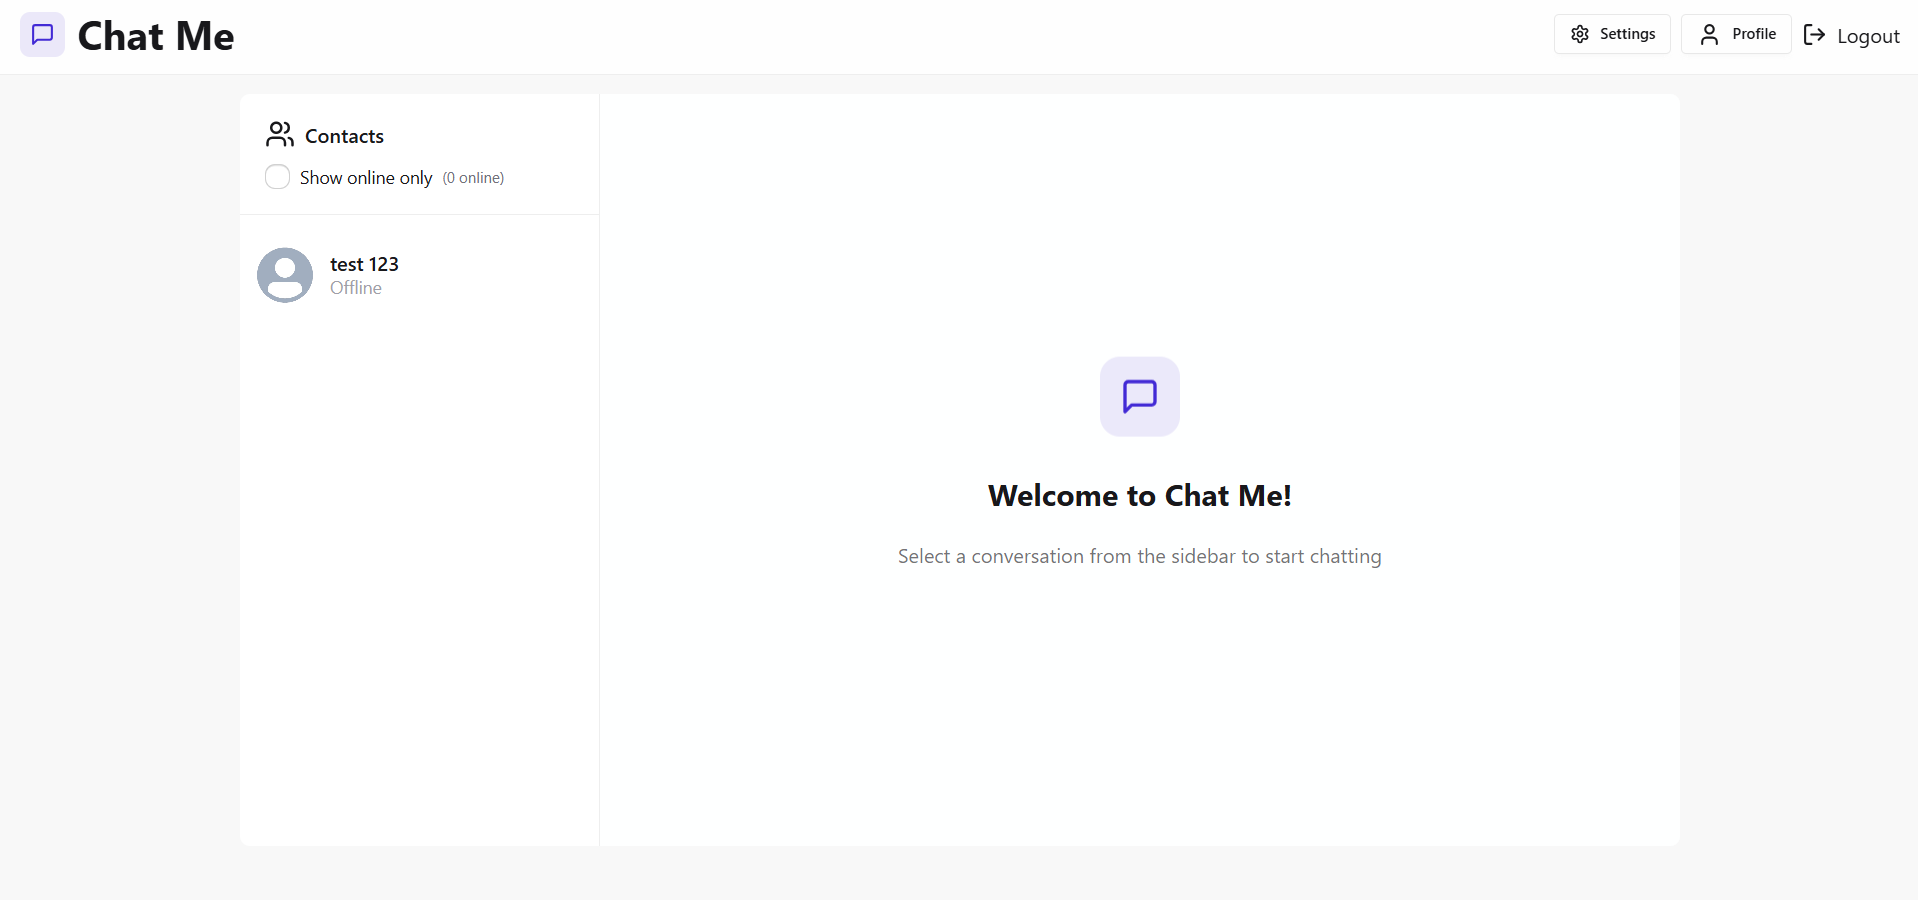 Chat Me
Settings
Profile
Logout
Contacts
Show online only (0 online)
test 123
Offline
Welcome to Chat Me!
Select a conversation from the sidebar to start chatting